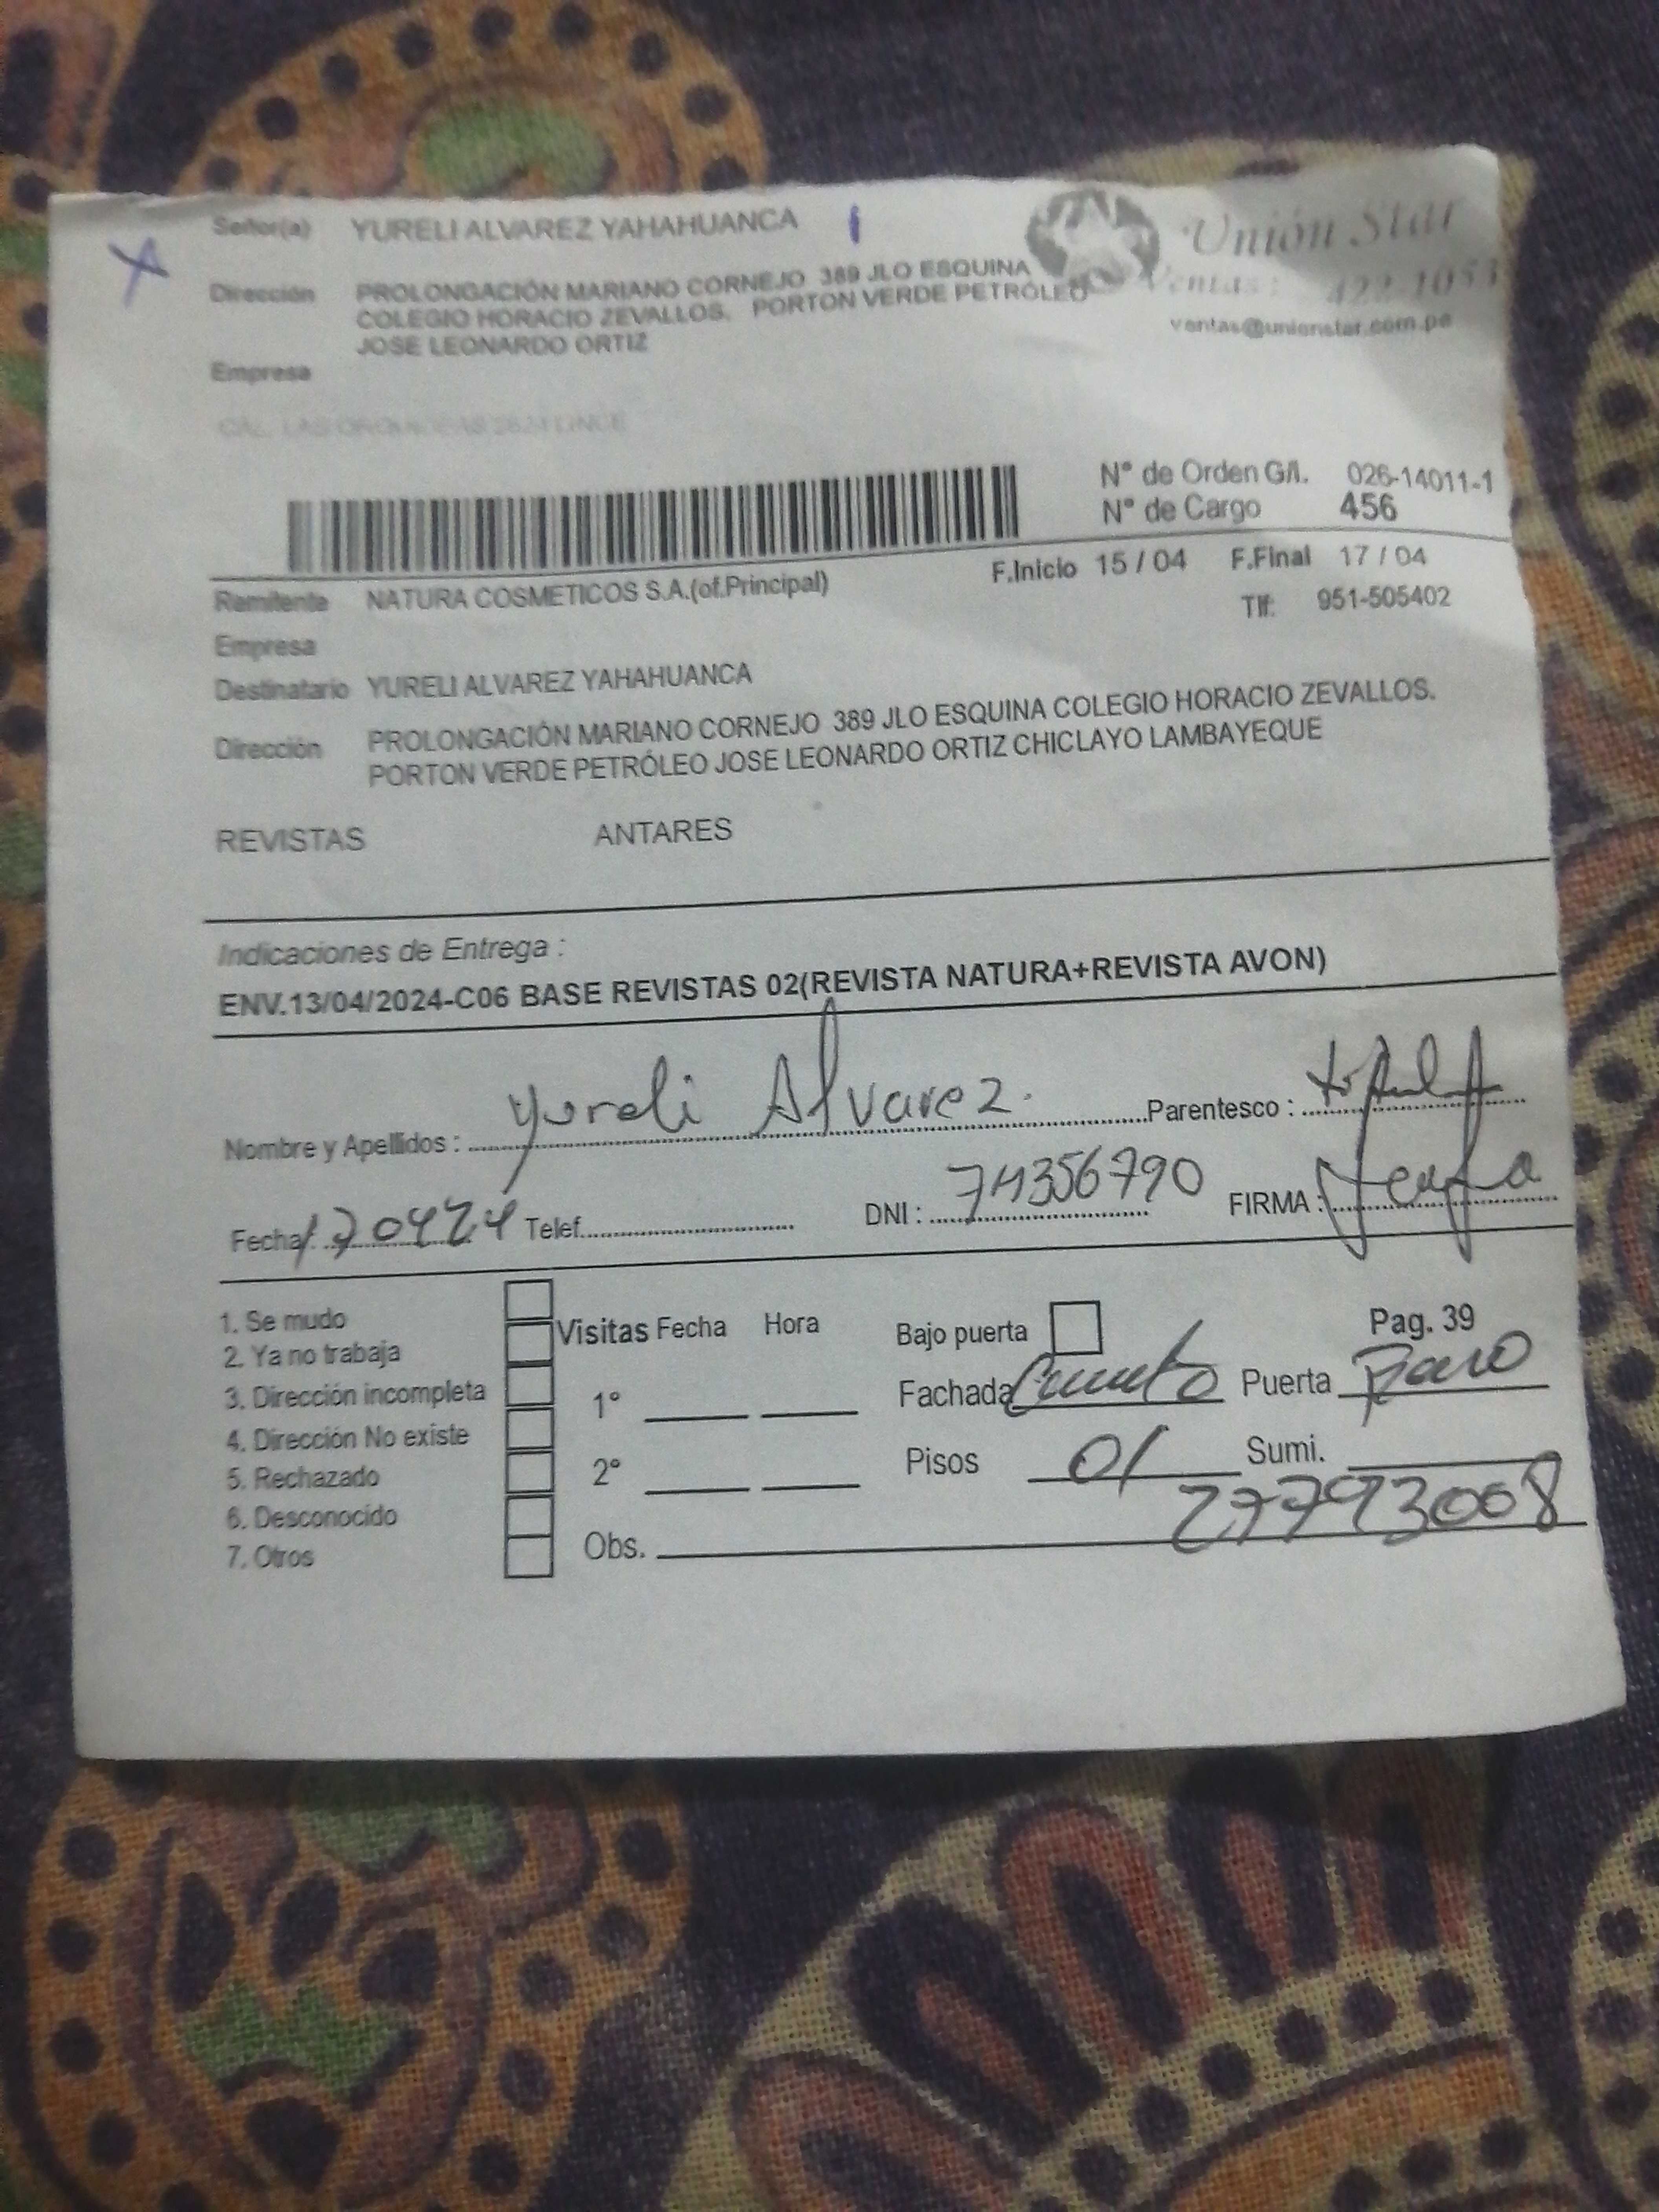 Señor(a) YURELI ALVAREZ YAHAHUANCA
Unión Star
Dirección PROLONGACIÓN MARIANO CORNEJO 389 JLO ESQUINA
COLEGIO HORACIO ZEVALLOS. PORTON VERDE PETRÓLEO
JOSE LEONARDO ORTIZ
Ventas: 422-1053
ventas@unionstar.com.pe
Empresa
N° de Orden G/I. 026-14011-1
N° de Cargo 456
F.Inicio 15 / 04 F.Final 17 / 04
Remitente NATURA COSMETICOS S.A.(of.Principal)
Tlf: 951-505402
Empresa
Destinatario YURELI ALVAREZ YAHAHUANCA
Dirección PROLONGACIÓN MARIANO CORNEJO 389 JLO ESQUINA COLEGIO HORACIO ZEVALLOS.
PORTON VERDE PETRÓLEO JOSE LEONARDO ORTIZ CHICLAYO LAMBAYEQUE
REVISTAS ANTARES
Indicaciones de Entrega :
ENV.13/04/2024-C06 BASE REVISTAS 02(REVISTA NATURA+REVISTA AVON)
Nombre y Apellidos : Yureli Alvarez. Parentesco :
Fecha 170424 Telef. DNI : 74356790 FIRMA :
1. Se mudo
2. Ya no trabaja
3. Dirección incompleta
4. Dirección No existe
5. Rechazado
6. Desconocido
7. Otros
Visitas Fecha Hora
1°
2°
Obs.
Bajo puerta Pag. 39
Fachada Puerta
Pisos 01 Sumi.
27793008